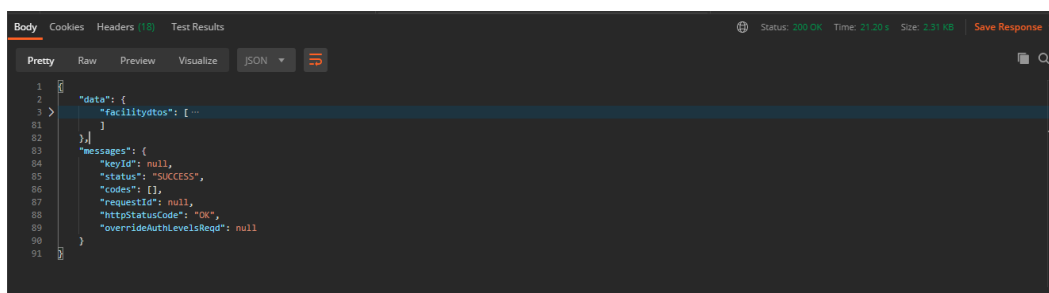 Body Cookies Headers (18) Test Results Status: 200 OK Time: 21.20 s Size: 2.31 KB Save Response
Pretty Raw Preview Visualize JSON
1 {
2 "data": {
3 "facilitydtos": [ ...
81 ]
82 },
83 "messages": {
84 "keyId": null,
85 "status": "SUCCESS",
86 "codes": [],
87 "requestId": null,
88 "httpStatusCode": "OK",
89 "overrideAuthLevelsReqd": null
90 }
91 }